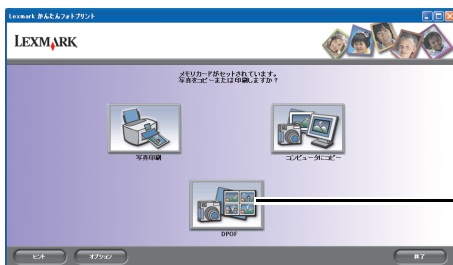 Lexmark かんたんフォトプリント
LEXMARK
メモリカードがセットされています。
写真をコピーまたは印刷しますか？
写真印刷
コンピュータにコピー
DPOF
ヒント
オプション
終了